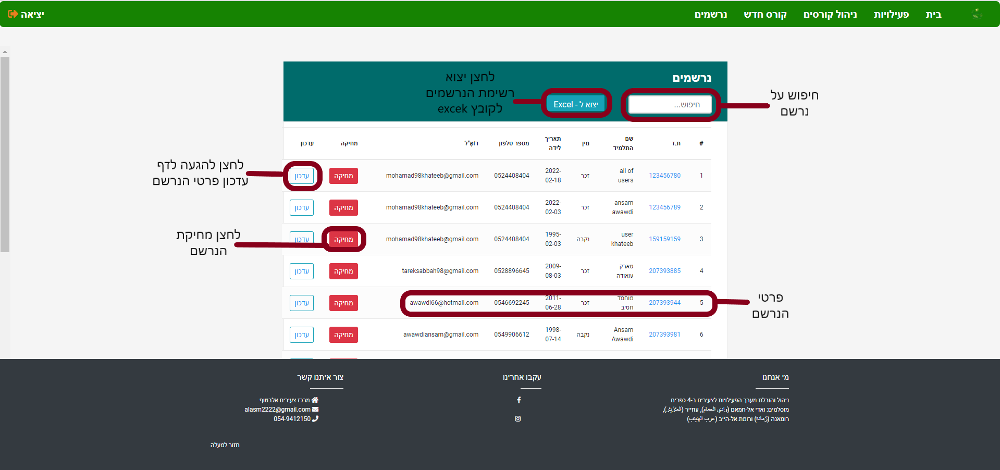 בית
פעילויות
ניהול קורסים
קורס חדש
נרשמים
יציאה
נרשמים
חיפוש...
יצוא ל - Excel
לחצן יצוא
רשימת הנרשמים
לקובץ excek
חיפוש על
נרשם
# ת.ז שם התלמיד מין תאריך לידה מספר טלפון דוֹאֶ"ל מחיקה עדכון
1 123456780 all of users זכר 2022-02-18 0524408404 mohamad98khateeb@gmail.com מחיקה עדכון
לחצן להגעה לדף
עדכון פרטי הנרשם
2 123456789 ansam awawdi זכר 2022-02-03 0524408404 mohamad98khateeb@gmail.com מחיקה עדכון
3 159159159 user khateeb נקבה 1995-02-03 0524408404 mohamad98khateeb@gmail.com מחיקה עדכון
לחצן מחיקת
הנרשם
4 207393885 טארק עואודה זכר 2009-08-03 0528896645 tareksabbah98@gmail.com מחיקה עדכון
5 207393944 מוחמד חטיב זכר 2011-06-28 0546692245 awawdi66@hotmail.com מחיקה עדכון
פרטי
הנרשם
6 207393981 Ansam Awawdi נקבה 1998-07-14 0549906612 awawdiansam@gmail.com מחיקה עדכון
מי אנחנו
ניהול והובלת מערך הפעילויות לצעירים ב-4 כפרים
מוסלמים: ואדי אל-חמאם (وادي الحمام), עוזייר (العُزَير),
רומאנה (رُمانة) ורומת אל-הייב (عرب الهيب)
עקבו אחרינו
צור איתנו קשר
מרכז צעירים אלבטוף
alasm2222@gmail.com
054-9412150
חזור למעלה